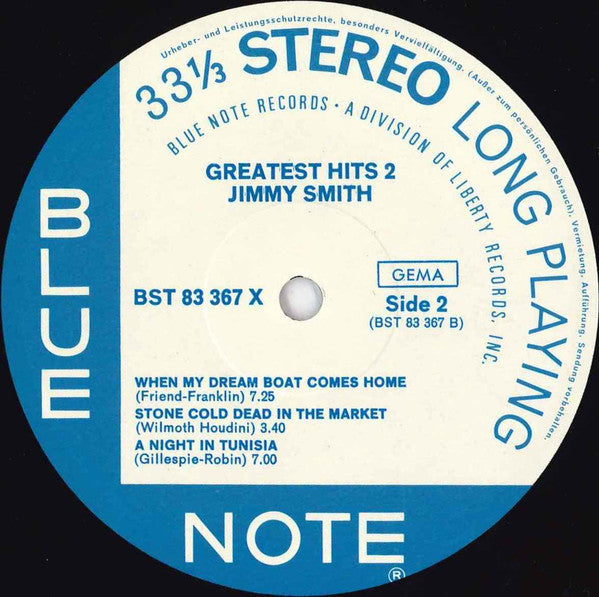 Urheber- und Leistungsschutzrechte, besonders Vervielfältigung, (Außer zum persönlichen Gebrauch), Vermietung, Aufführung, Sendung vorbehalten.
33⅓ STEREO LONG PLAYING
BLUE NOTE RECORDS · A DIVISION OF LIBERTY RECORDS, INC.
GREATEST HITS 2
JIMMY SMITH
BLUE
BST 83 367 X
GEMA
Side 2
(BST 83 367 B)
WHEN MY DREAM BOAT COMES HOME
(Friend-Franklin) 7.25
STONE COLD DEAD IN THE MARKET
(Wilmoth Houdini) 3.40
A NIGHT IN TUNISIA
(Gillespie-Robin) 7.00
NOTE®